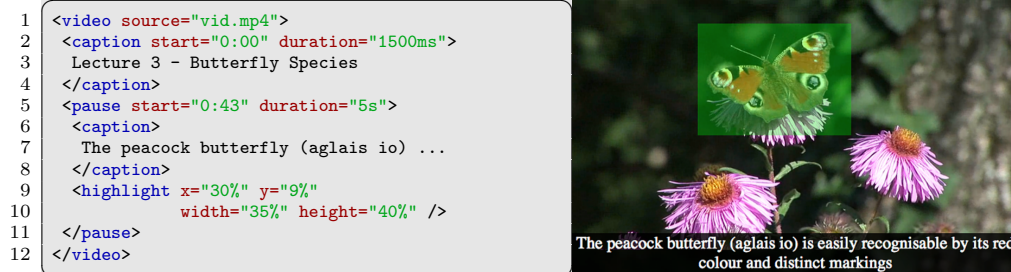 1 <video source="vid.mp4">
2 <caption start="0:00" duration="1500ms">
3 Lecture 3 - Butterfly Species
4 </caption>
5 <pause start="0:43" duration="5s">
6 <caption>
7 The peacock butterfly (aglais io) ...
8 </caption>
9 <highlight x="30%" y="9%"
10 width="35%" height="40%" />
11 </pause>
12 </video>
The peacock butterfly (aglais io) is easily recognisable by its red
colour and distinct markings